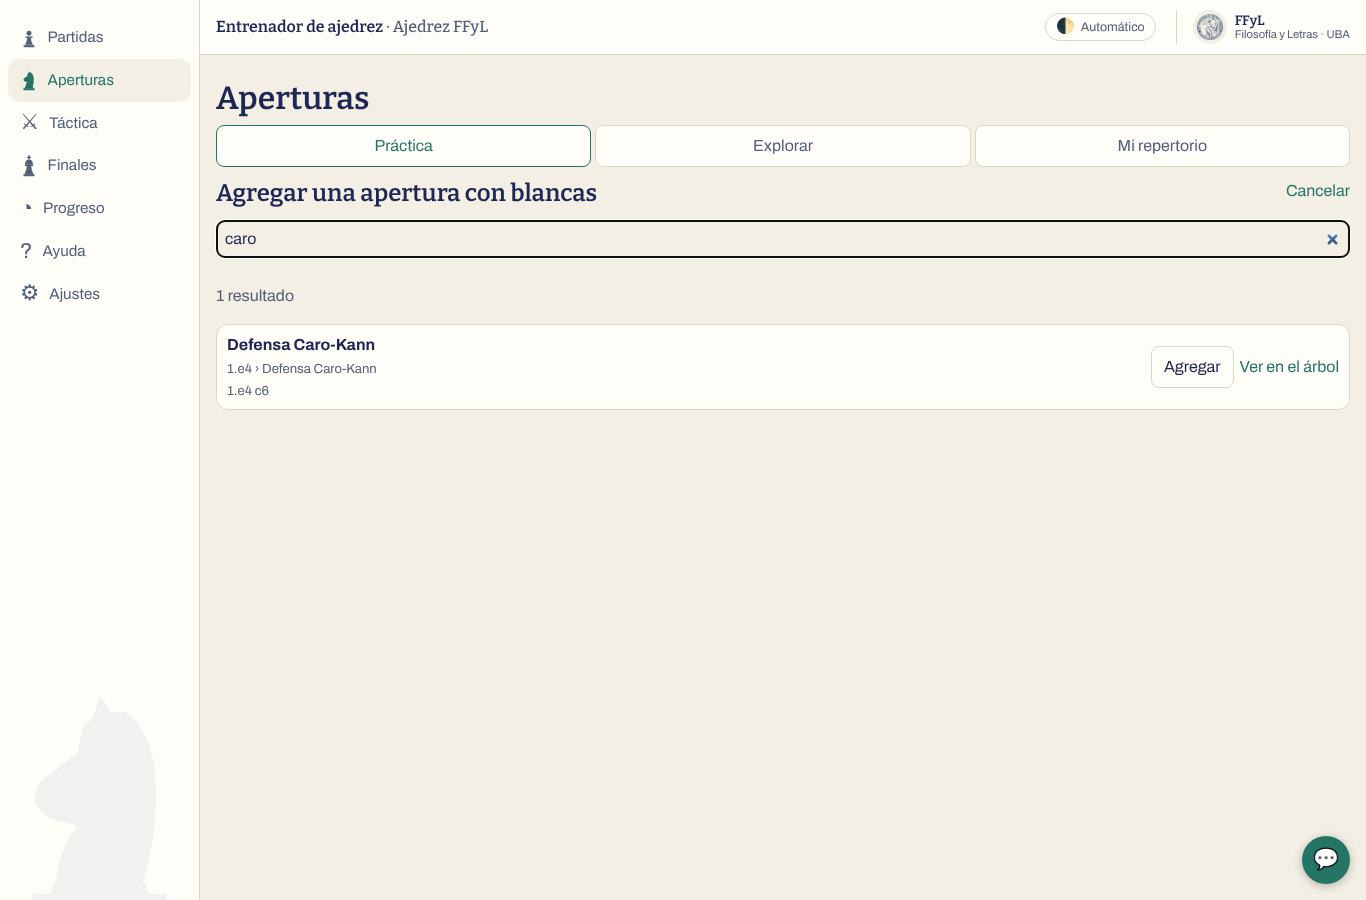 Partidas
Aperturas
Táctica
Finales
Progreso
? Ayuda
Ajustes
Entrenador de ajedrez · Ajedrez FFyL
Automático
FFyL
Filosofía y Letras · UBA
Aperturas
Práctica
Explorar
Mi repertorio
Agregar una apertura con blancas
Cancelar
caro
1 resultado
Defensa Caro-Kann
1.e4 › Defensa Caro-Kann
1.e4 c6
Agregar
Ver en el árbol